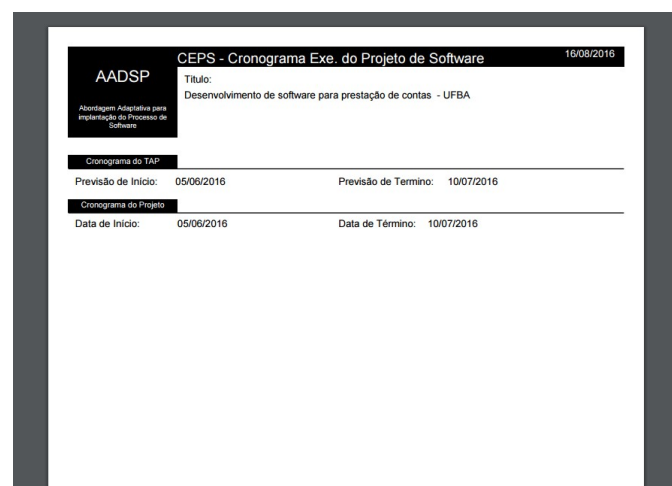 AADSP
Abordagem Adaptativa para
implantação do Processo de
Software
CEPS - Cronograma Exe. do Projeto de Software
16/08/2016
Titulo:
Desenvolvimento de software para prestação de contas - UFBA
Cronograma do TAP
Previsão de Inicio: 05/06/2016 Previsão de Termino: 10/07/2016
Cronograma do Projeto
Data de Início: 05/06/2016 Data de Término: 10/07/2016